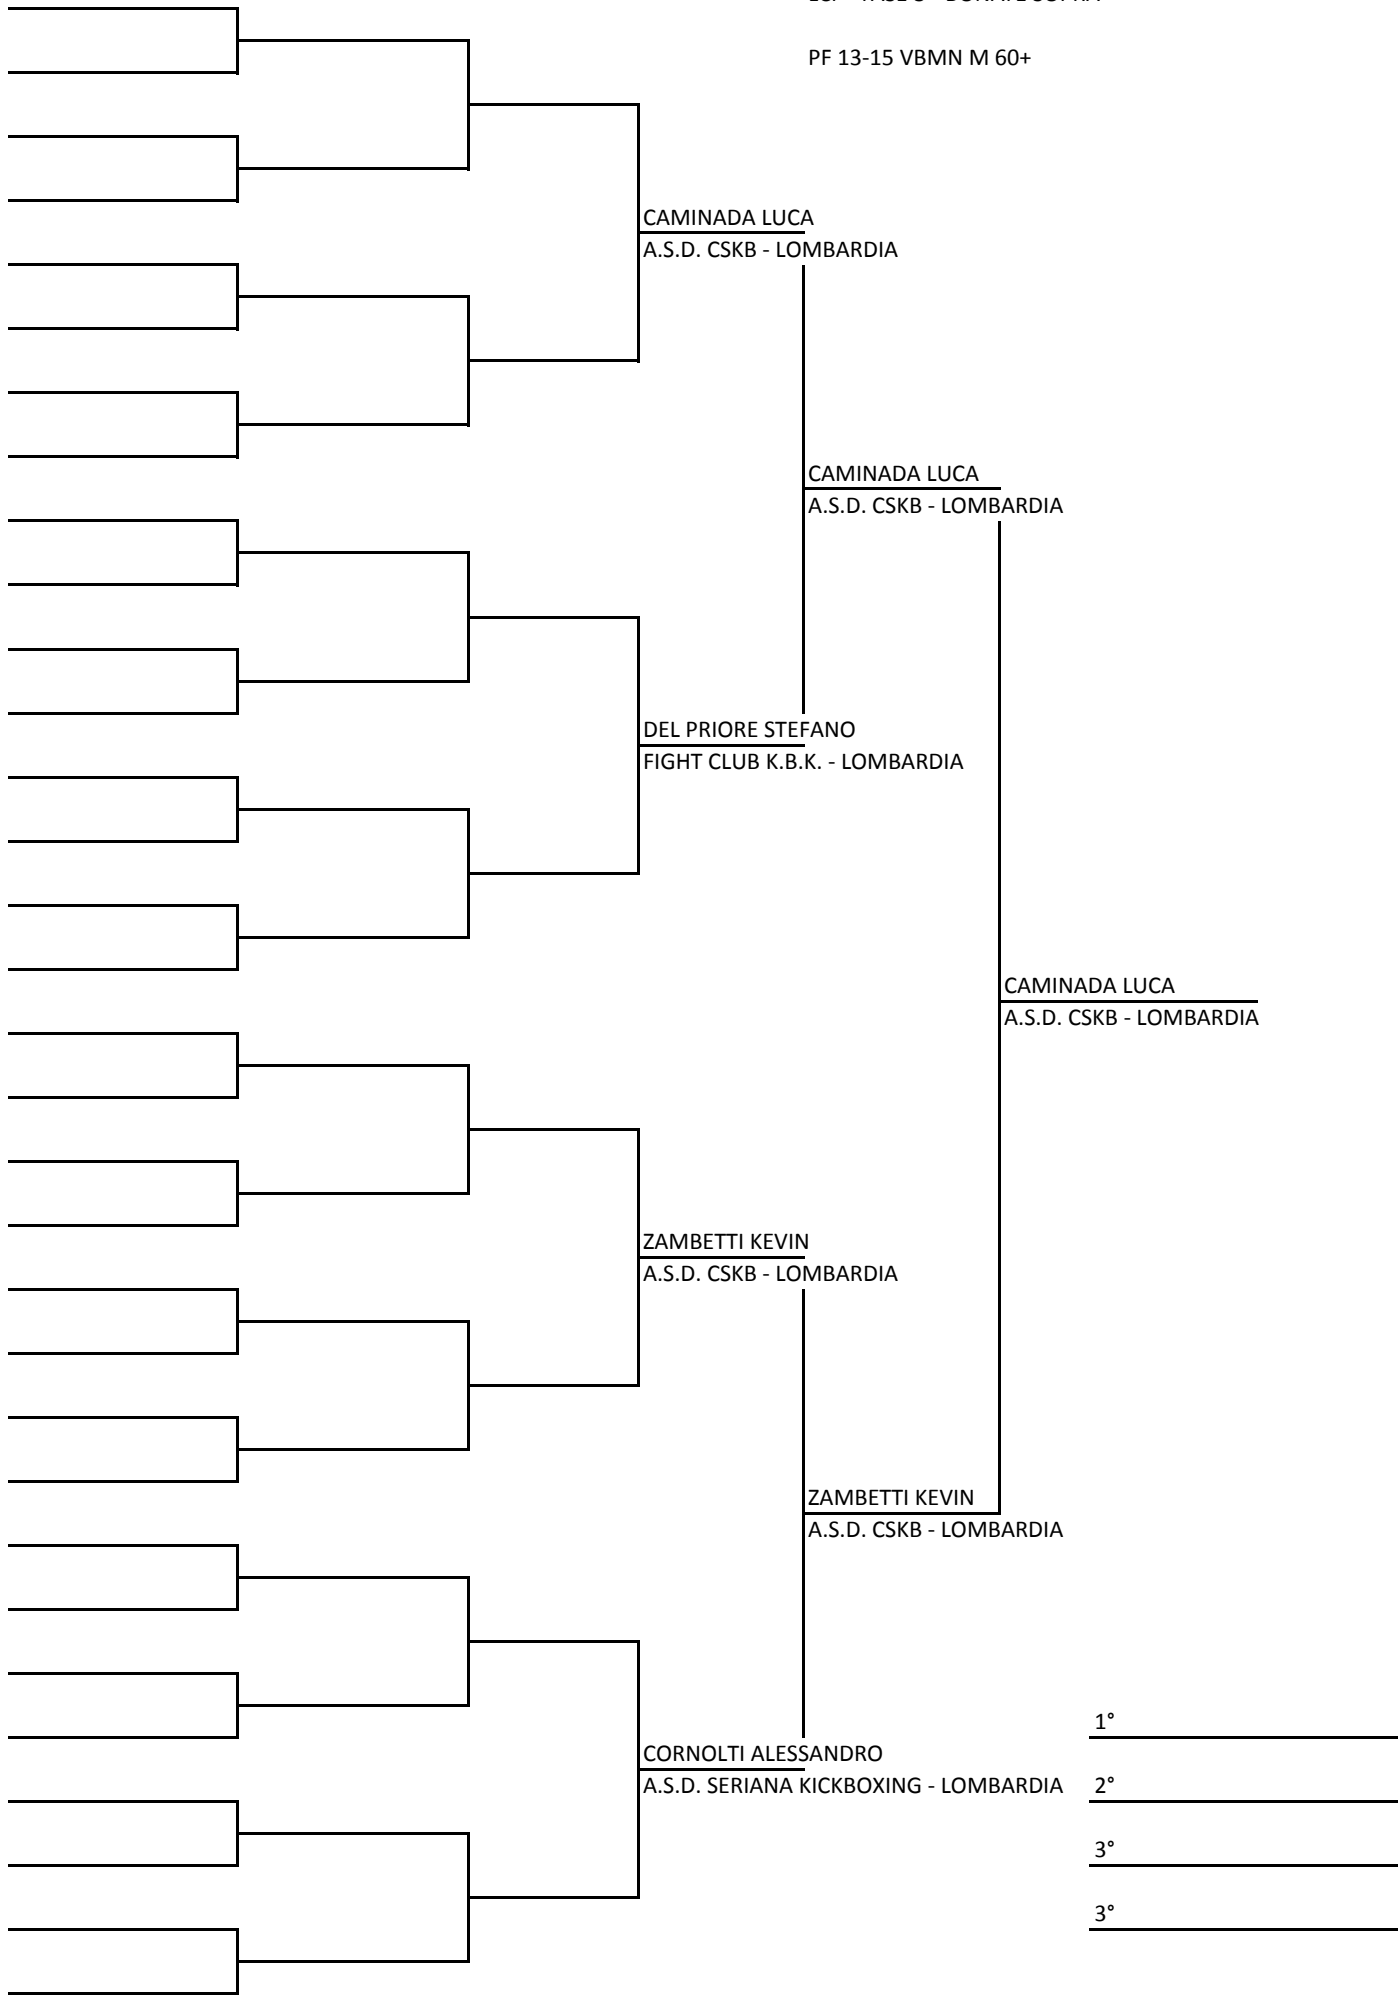 PF 13-15 VBMN M 60+
CAMINADA LUCA
A.S.D. CSKB - LOMBARDIA
CAMINADA LUCA
A.S.D. CSKB - LOMBARDIA
DEL PRIORE STEFANO
FIGHT CLUB K.B.K. - LOMBARDIA
CAMINADA LUCA
A.S.D. CSKB - LOMBARDIA
ZAMBETTI KEVIN
A.S.D. CSKB - LOMBARDIA
ZAMBETTI KEVIN
A.S.D. CSKB - LOMBARDIA
1°
CORNOLTI ALESSANDRO
A.S.D. SERIANA KICKBOXING - LOMBARDIA
2°
3°
3°